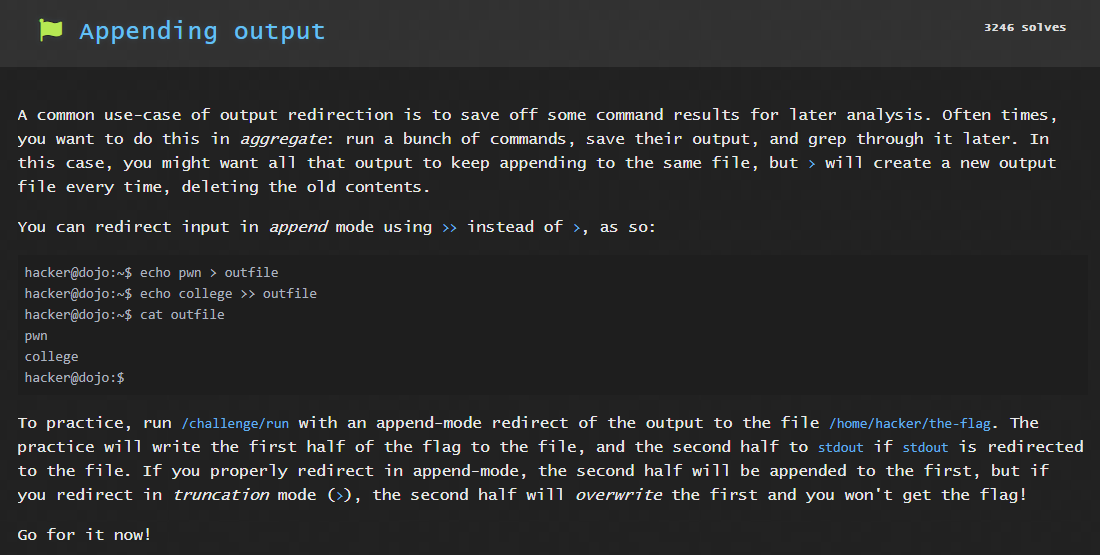 Appending output
3246 solves
A common use-case of output redirection is to save off some command results for later analysis. Often times,
you want to do this in aggregate: run a bunch of commands, save their output, and grep through it later. In
this case, you might want all that output to keep appending to the same file, but > will create a new output
file every time, deleting the old contents.
You can redirect input in append mode using >> instead of >, as so:
hacker@dojo:~$ echo pwn > outfile
hacker@dojo:~$ echo college >> outfile
hacker@dojo:~$ cat outfile
pwn
college
hacker@dojo:$
To practice, run /challenge/run with an append-mode redirect of the output to the file /home/hacker/the-flag. The
practice will write the first half of the flag to the file, and the second half to stdout if stdout is redirected
to the file. If you properly redirect in append-mode, the second half will be appended to the first, but if
you redirect in truncation mode (>), the second half will overwrite the first and you won't get the flag!
Go for it now!